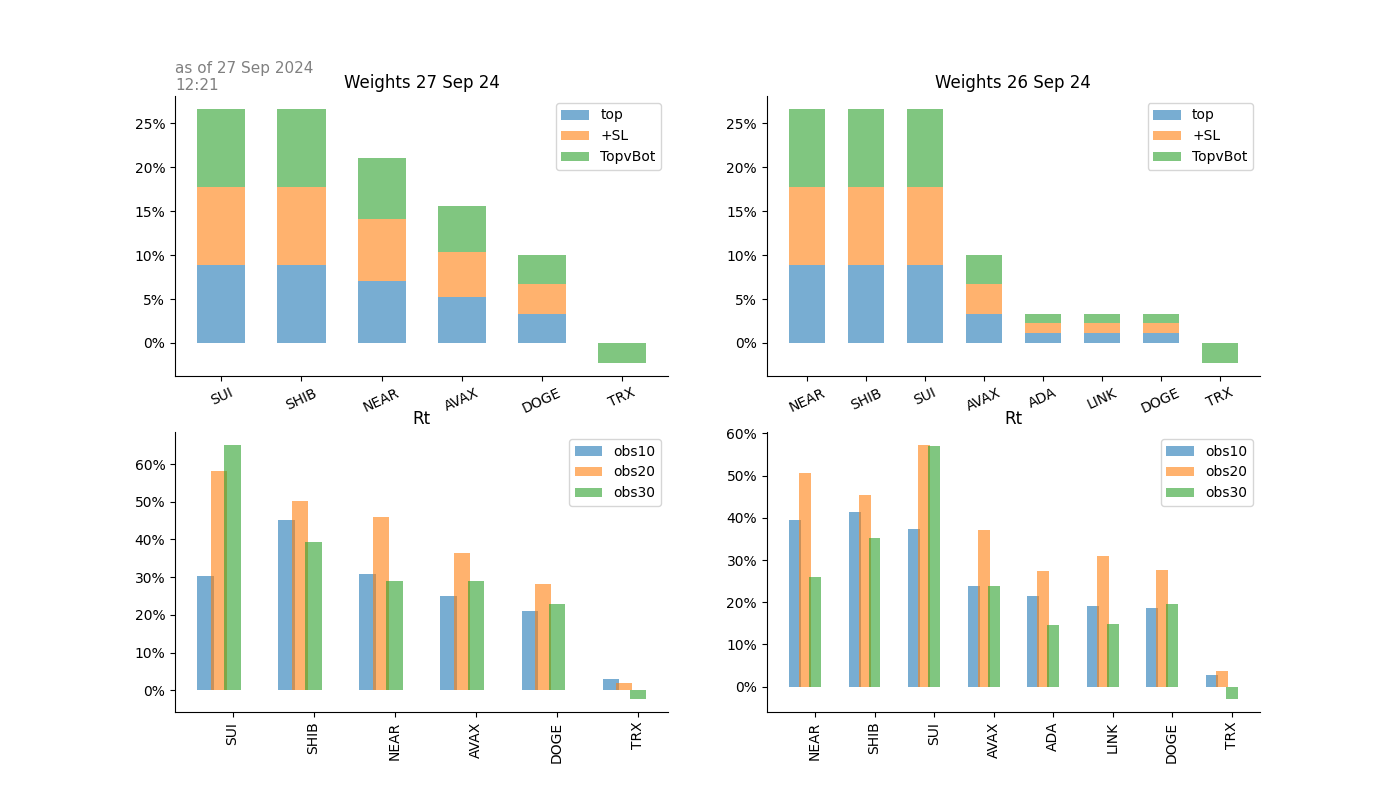 as of 27 Sep 2024
12:21
Weights 27 Sep 24
25%
20%
15%
10%
5%
0%
top
+SL
TopvBot
SUI
SHIB
NEAR
AVAX
DOGE
TRX
Weights 26 Sep 24
25%
20%
15%
10%
5%
0%
top
+SL
TopvBot
NEAR
SHIB
SUI
AVAX
ADA
LINK
DOGE
TRX
Rt
60%
50%
40%
30%
20%
10%
0%
obs10
obs20
obs30
SUI
SHIB
NEAR
AVAX
DOGE
TRX
Rt
60%
50%
40%
30%
20%
10%
0%
obs10
obs20
obs30
NEAR
SHIB
SUI
AVAX
ADA
LINK
DOGE
TRX